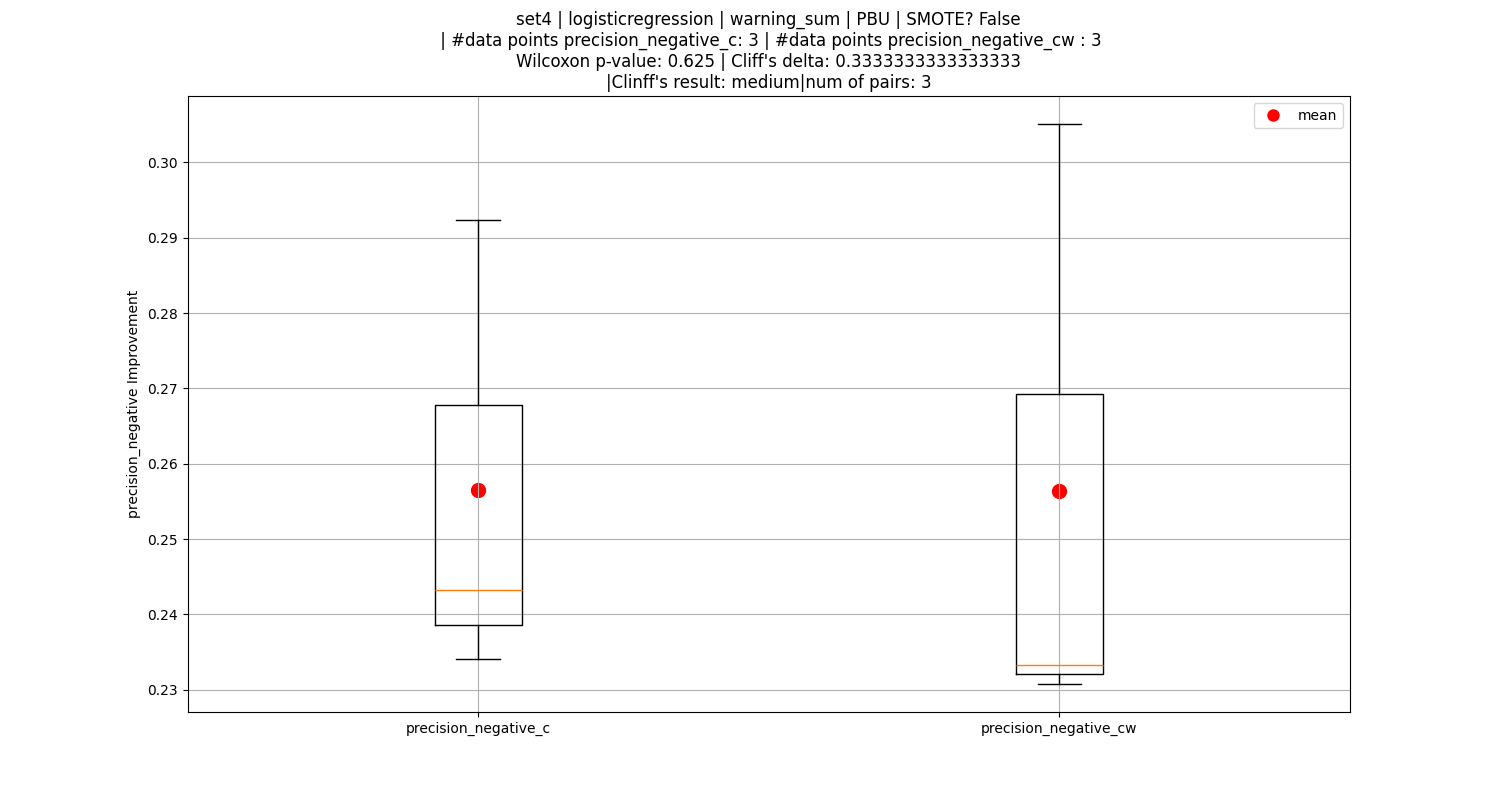 set4 | logisticregression | warning_sum | PBU | SMOTE? False
| #data points precision_negative_c: 3 | #data points precision_negative_cw : 3
Wilcoxon p-value: 0.625 | Cliff's delta: 0.3333333333333333
|Clinff's result: medium|num of pairs: 3
mean
0.30
0.29
0.28
0.27
0.26
0.25
0.24
0.23
precision_negative Improvement
precision_negative_c
precision_negative_cw